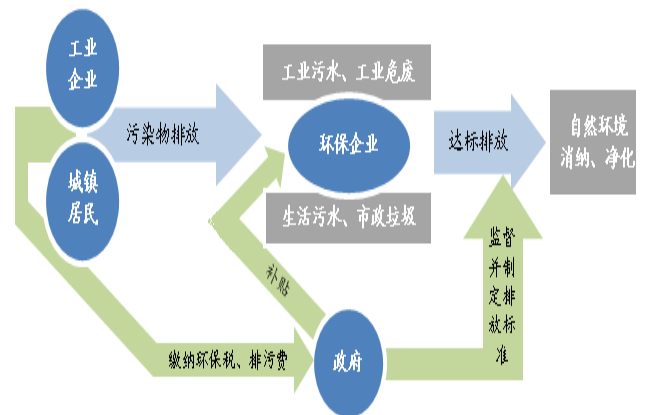 工业
企业
工业污水、工业危废
污染物排放
环保企业
达标排放
自然环境
消纳、净化
城镇
居民
生活污水、市政垃圾
监督
并制
定排
放标
准
补贴
缴纳环保税、排污费
政府